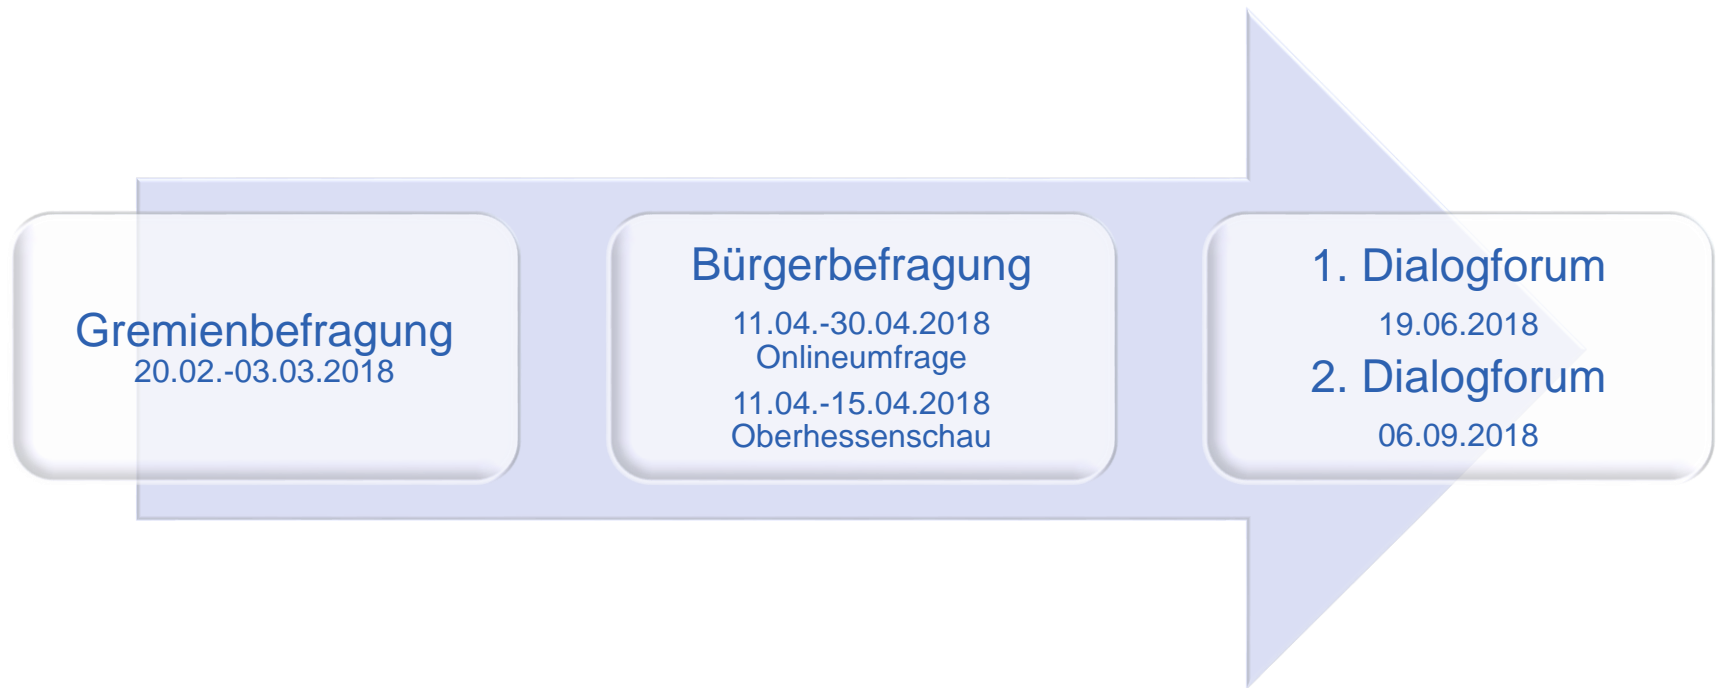 Gremienbefragung
20.02.-03.03.2018
Bürgerbefragung
11.04.-30.04.2018
Onlineumfrage
11.04.-15.04.2018
Oberhessenschau
1. Dialogforum
19.06.2018
2. Dialogforum
06.09.2018